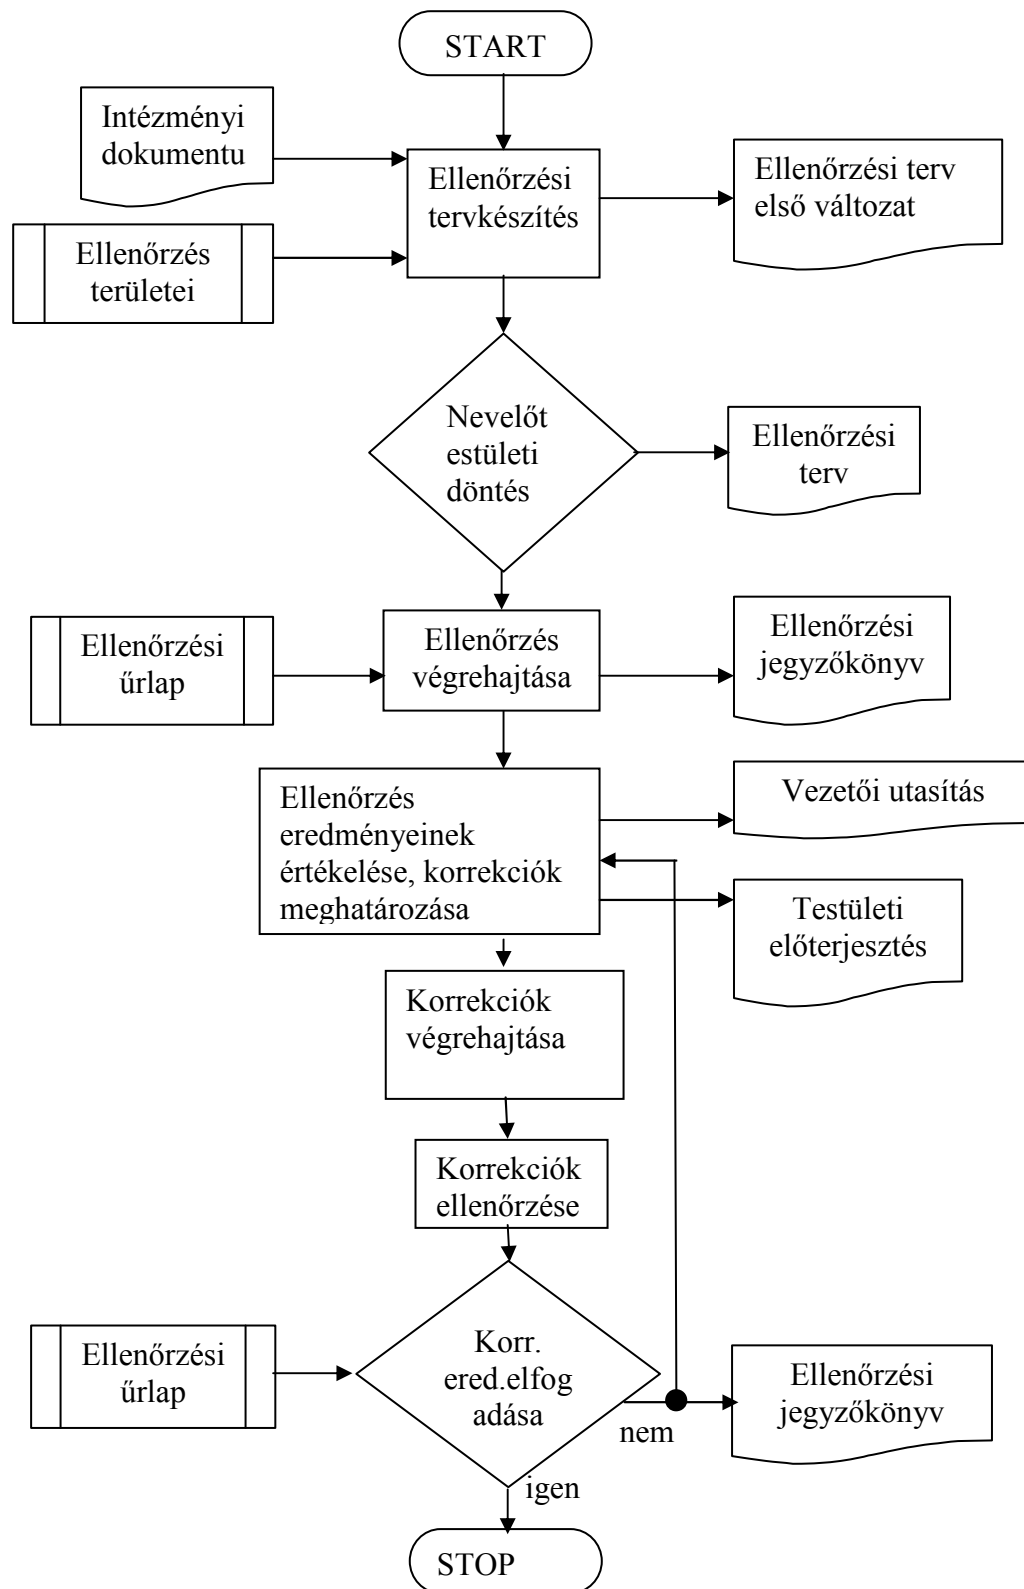 START
Intézményi
dokumentu
Ellenőrzési
tervkészítés
Ellenőrzési terv
első változat
Ellenőrzés
területei
Nevelőt
estületi
döntés
Ellenőrzési
terv
Ellenőrzési
űrlap
Ellenőrzés
végrehajtása
Ellenőrzési
jegyzőkönyv
Ellenőrzés
eredményeinek
értékelése, korrekciók
meghatározása
Vezetői utasítás
Testületi
előterjesztés
Korrekciók
végrehajtása
Korrekciók
ellenőrzése
Ellenőrzési
űrlap
Korr.
ered.elfog
adása
nem
Ellenőrzési
jegyzőkönyv
igen
STOP